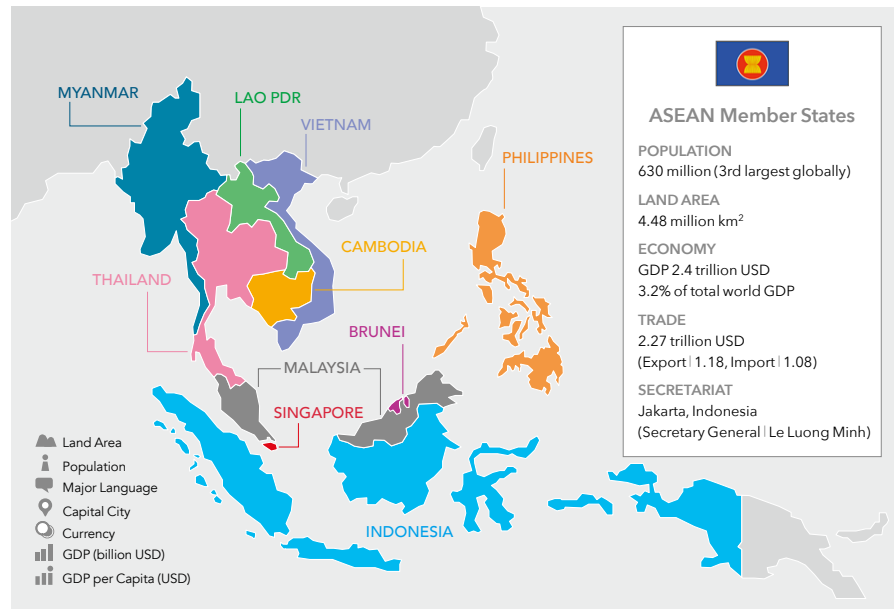 MYANMAR
LAO PDR
VIETNAM
PHILIPPINES
CAMBODIA
THAILAND
BRUNEI
MALAYSIA
SINGAPORE
INDONESIA
Land Area
Population
Major Language
Capital City
Currency
GDP (billion USD)
GDP per Capita (USD)
ASEAN Member States
POPULATION
630 million (3rd largest globally)
LAND AREA
4.48 million km²
ECONOMY
GDP 2.4 trillion USD
3.2% of total world GDP
TRADE
2.27 trillion USD
(Export | 1.18, Import | 1.08)
SECRETARIAT
Jakarta, Indonesia
(Secretary General | Le Luong Minh)